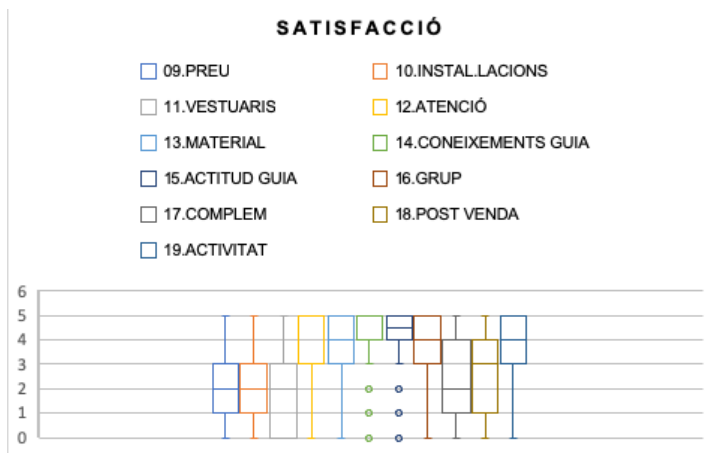 SATISFACCIÓ
09.PREU 10.INSTAL.LACIONS
11.VESTUARIS 12.ATENCIÓ
13.MATERIAL 14.CONEIXEMENTS GUIA
15.ACTITUD GUIA 16.GRUP
17.COMPLEM 18.POST VENDA
19.ACTIVITAT
6
5
4
3
2
1
0